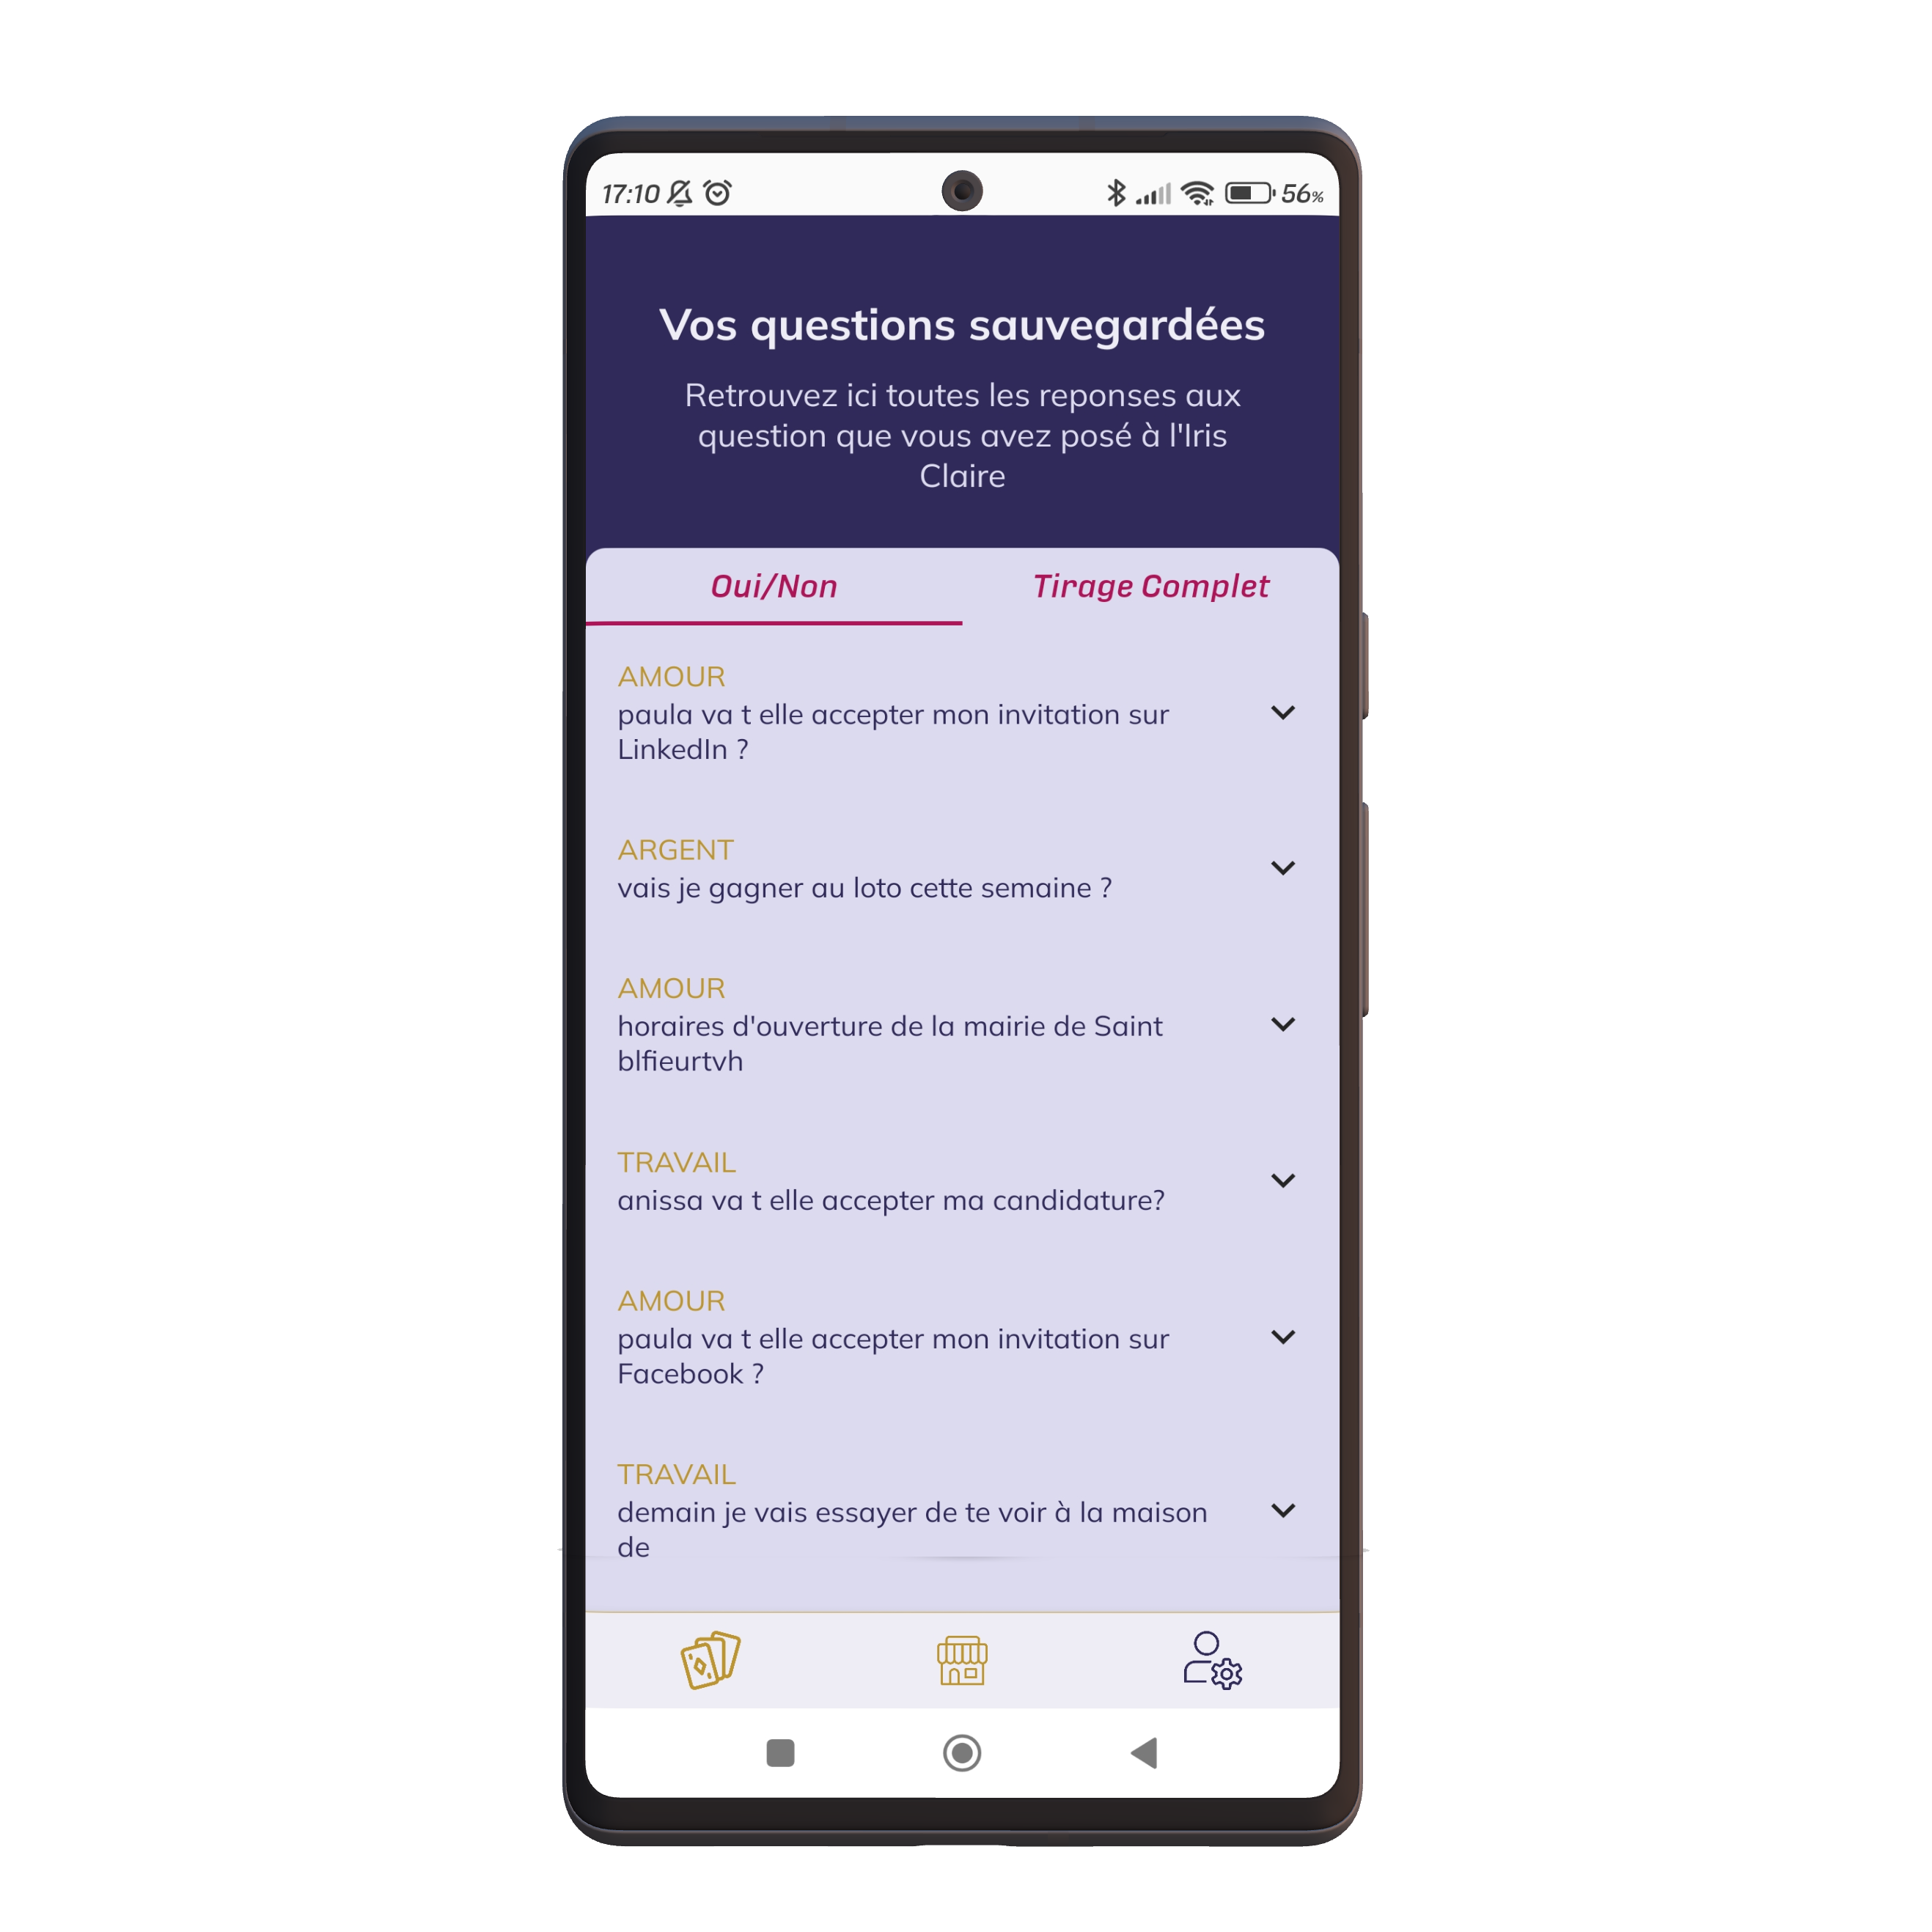 17:10 56%
Vos questions sauvegardées
Retrouvez ici toutes les reponses aux
question que vous avez posé à l'Iris
Claire
Oui/Non Tirage Complet
AMOUR
paula va t elle accepter mon invitation sur
LinkedIn ?
ARGENT
vais je gagner au loto cette semaine ?
AMOUR
horaires d'ouverture de la mairie de Saint
blfieurtvh
TRAVAIL
anissa va t elle accepter ma candidature?
AMOUR
paula va t elle accepter mon invitation sur
Facebook ?
TRAVAIL
demain je vais essayer de te voir à la maison
de